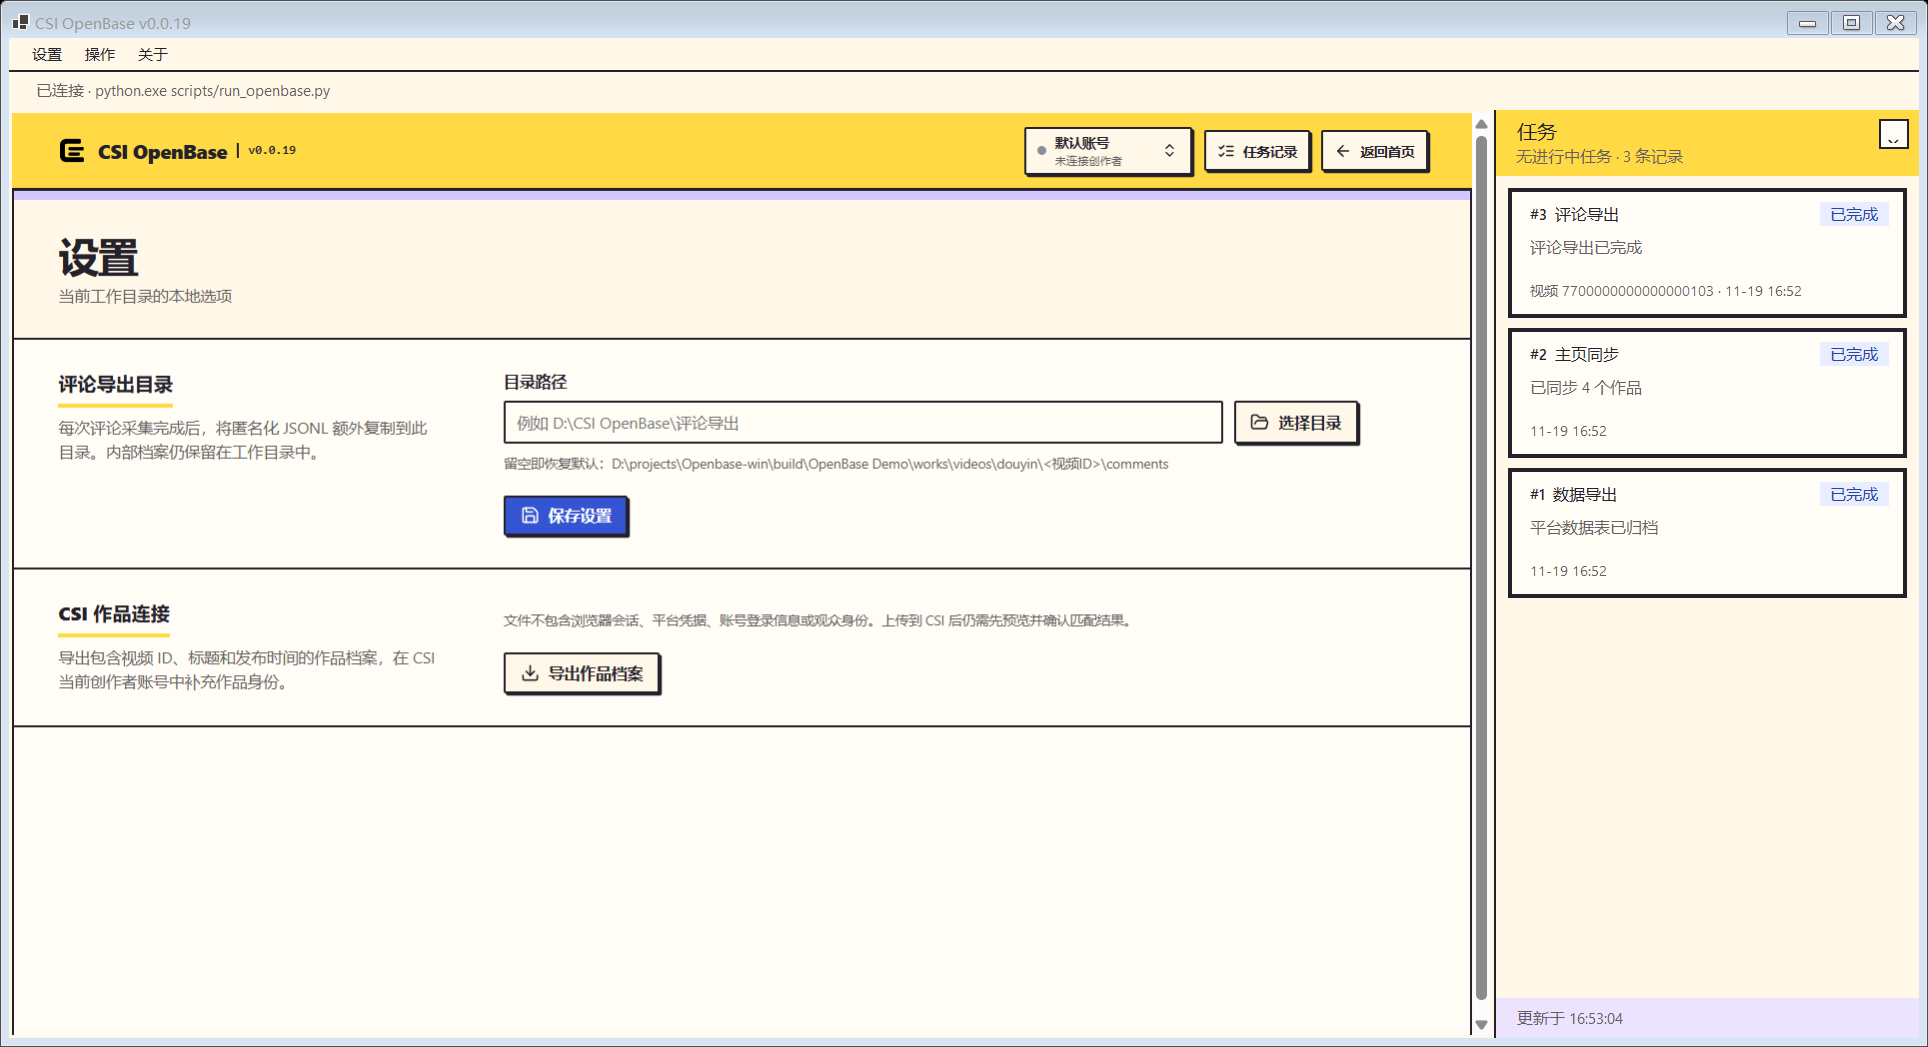 CSI OpenBase v0.0.19
设置 操作 关于
已连接 · python.exe scripts/run_openbase.py
CSI OpenBase | v0.0.19
默认账号
未连接创作者
任务记录
返回首页
设置
当前工作目录的本地选项
评论导出目录
每次评论采集完成后，将匿名化 JSONL 额外复制到此
目录。内部档案仍保留在工作目录中。
目录路径
例如 D:\CSI OpenBase\评论导出
选择目录
留空即恢复默认：D:\projects\Openbase-win\build\OpenBase Demo\works\videos\douyin\<视频ID>\comments
保存设置
CSI 作品连接
导出包含视频 ID、标题和发布时间的作品档案，在 CSI
当前创作者账号中补充作品身份。
文件不包含浏览器会话、平台凭据、账号登录信息或观众身份。上传到 CSI 后仍需先预览并确认匹配结果。
导出作品档案
任务
无进行中任务 · 3 条记录
#3 评论导出 已完成
评论导出已完成
视频 7700000000000000103 · 11-19 16:52
#2 主页同步 已完成
已同步 4 个作品
11-19 16:52
#1 数据导出 已完成
平台数据表已归档
11-19 16:52
更新于 16:53:04